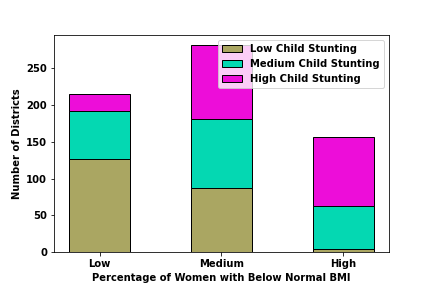 Low Child Stunting
Medium Child Stunting
High Child Stunting
250
200
150
100
50
0
Number of Districts
Low Medium High
Percentage of Women with Below Normal BMI